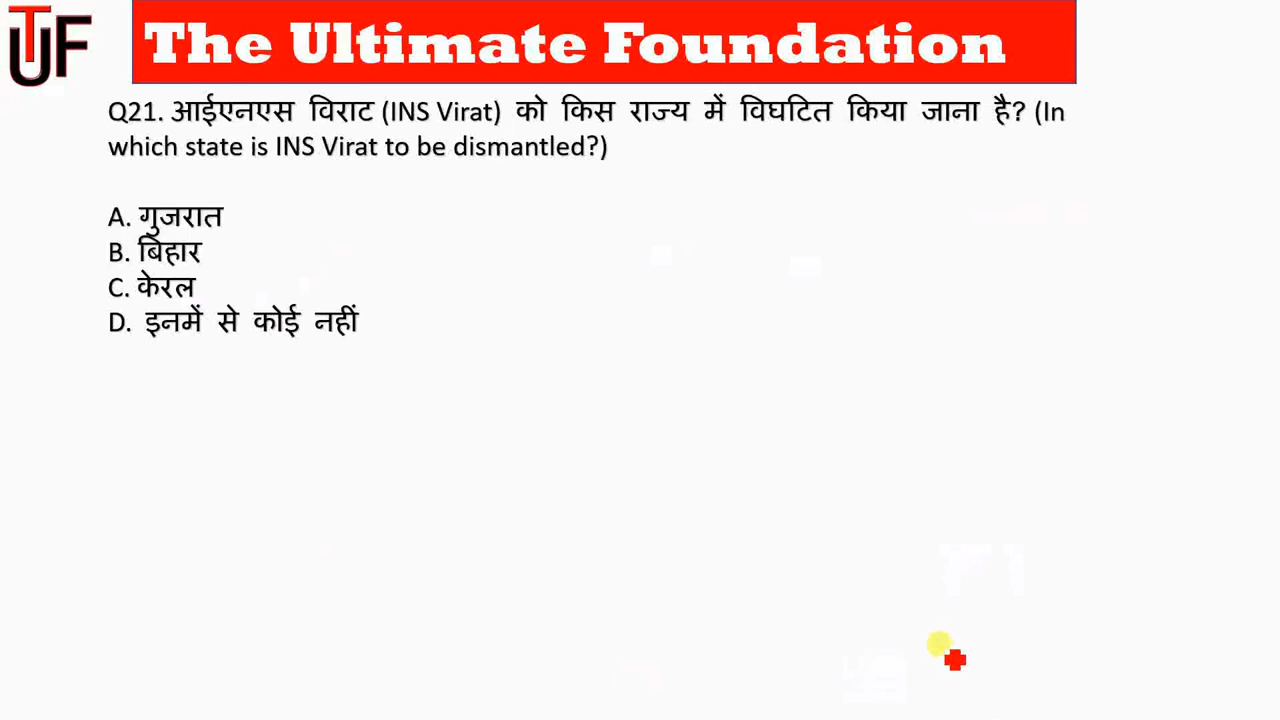 TUF
The Ultimate Foundation
Q21. आईएनएस विराट (INS Virat) को किस राज्य में विघटित किया जाना है? (In
which state is INS Virat to be dismantled?)
A. गुजरात
B. बिहार
C. केरल
D. इनमें से कोई नहीं